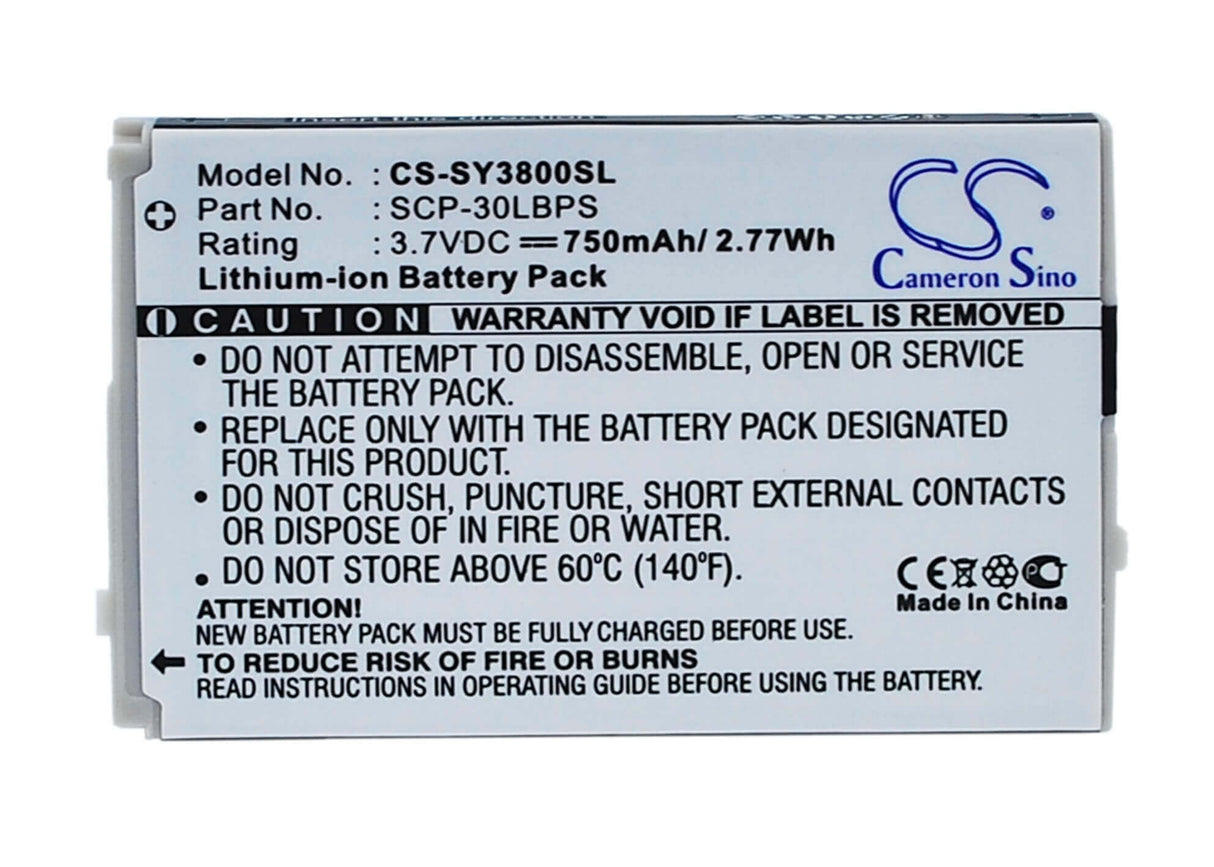 Insert this direction
Model No. : CS-SY3800SL
Part No. : SCP-30LBPS
Rating : 3.7VDC ⎓ 750mAh/ 2.77Wh
Lithium-ion Battery Pack
CS®
Cameron Sino
CAUTION WARRANTY VOID IF LABEL IS REMOVED
• DO NOT ATTEMPT TO DISASSEMBLE, OPEN OR SERVICE
THE BATTERY PACK.
• REPLACE ONLY WITH THE BATTERY PACK DESIGNATED
FOR THIS PRODUCT.
• DO NOT CRUSH, PUNCTURE, SHORT EXTERNAL CONTACTS
OR DISPOSE OF IN FIRE OR WATER.
• DO NOT STORE ABOVE 60°C (140°F).
CE
Made In China
ATTENTION!
NEW BATTERY PACK MUST BE FULLY CHARGED BEFORE USE.
TO REDUCE RISK OF FIRE OR BURNS
READ INSTRUCTIONS IN OPERATING GUIDE BEFORE USING THE BATTERY.